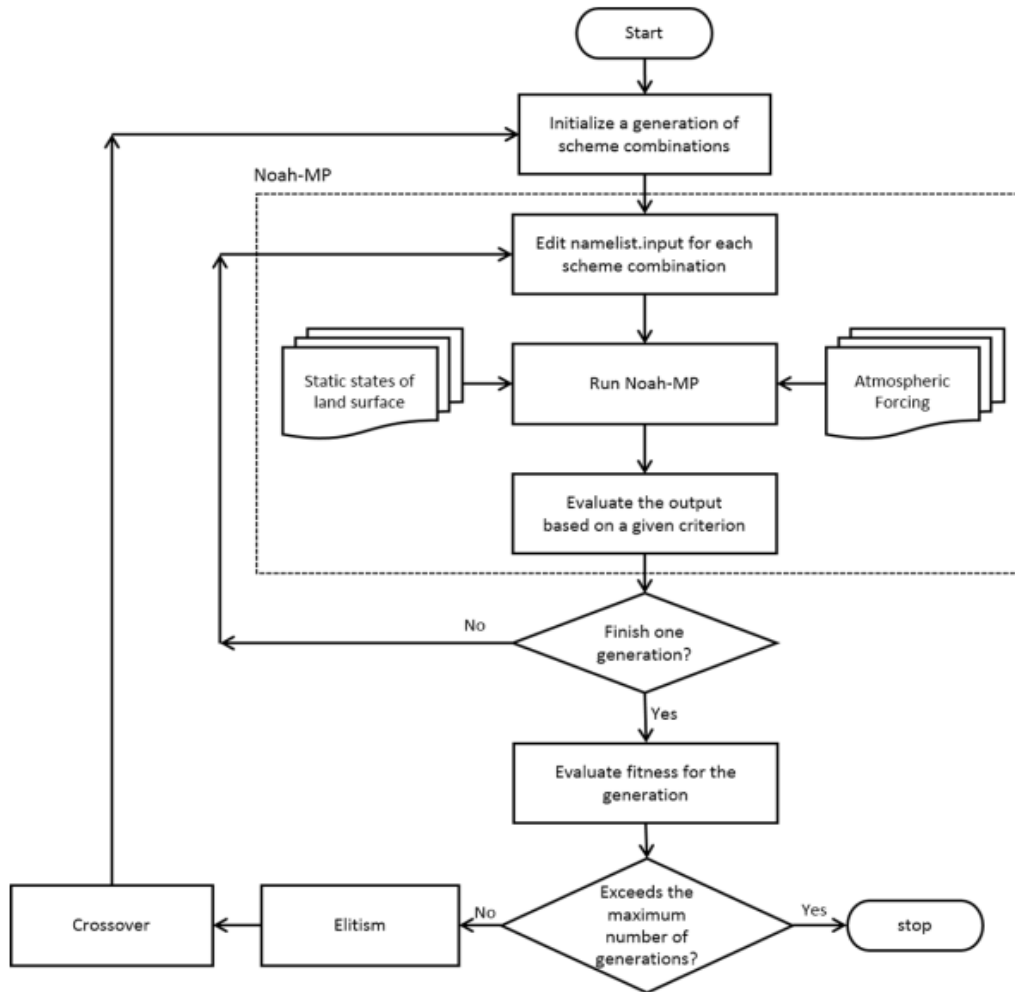 Start
Initialize a generation of
scheme combinations
Noah-MP
Edit namelist.input for each
scheme combination
Static states of
land surface
Run Noah-MP
Atmospheric
Forcing
Evaluate the output
based on a given criterion
No
Finish one
generation?
Yes
Evaluate fitness for the
generation
Crossover
Elitism
No
Exceeds the
maximum
number of
generations?
Yes
stop